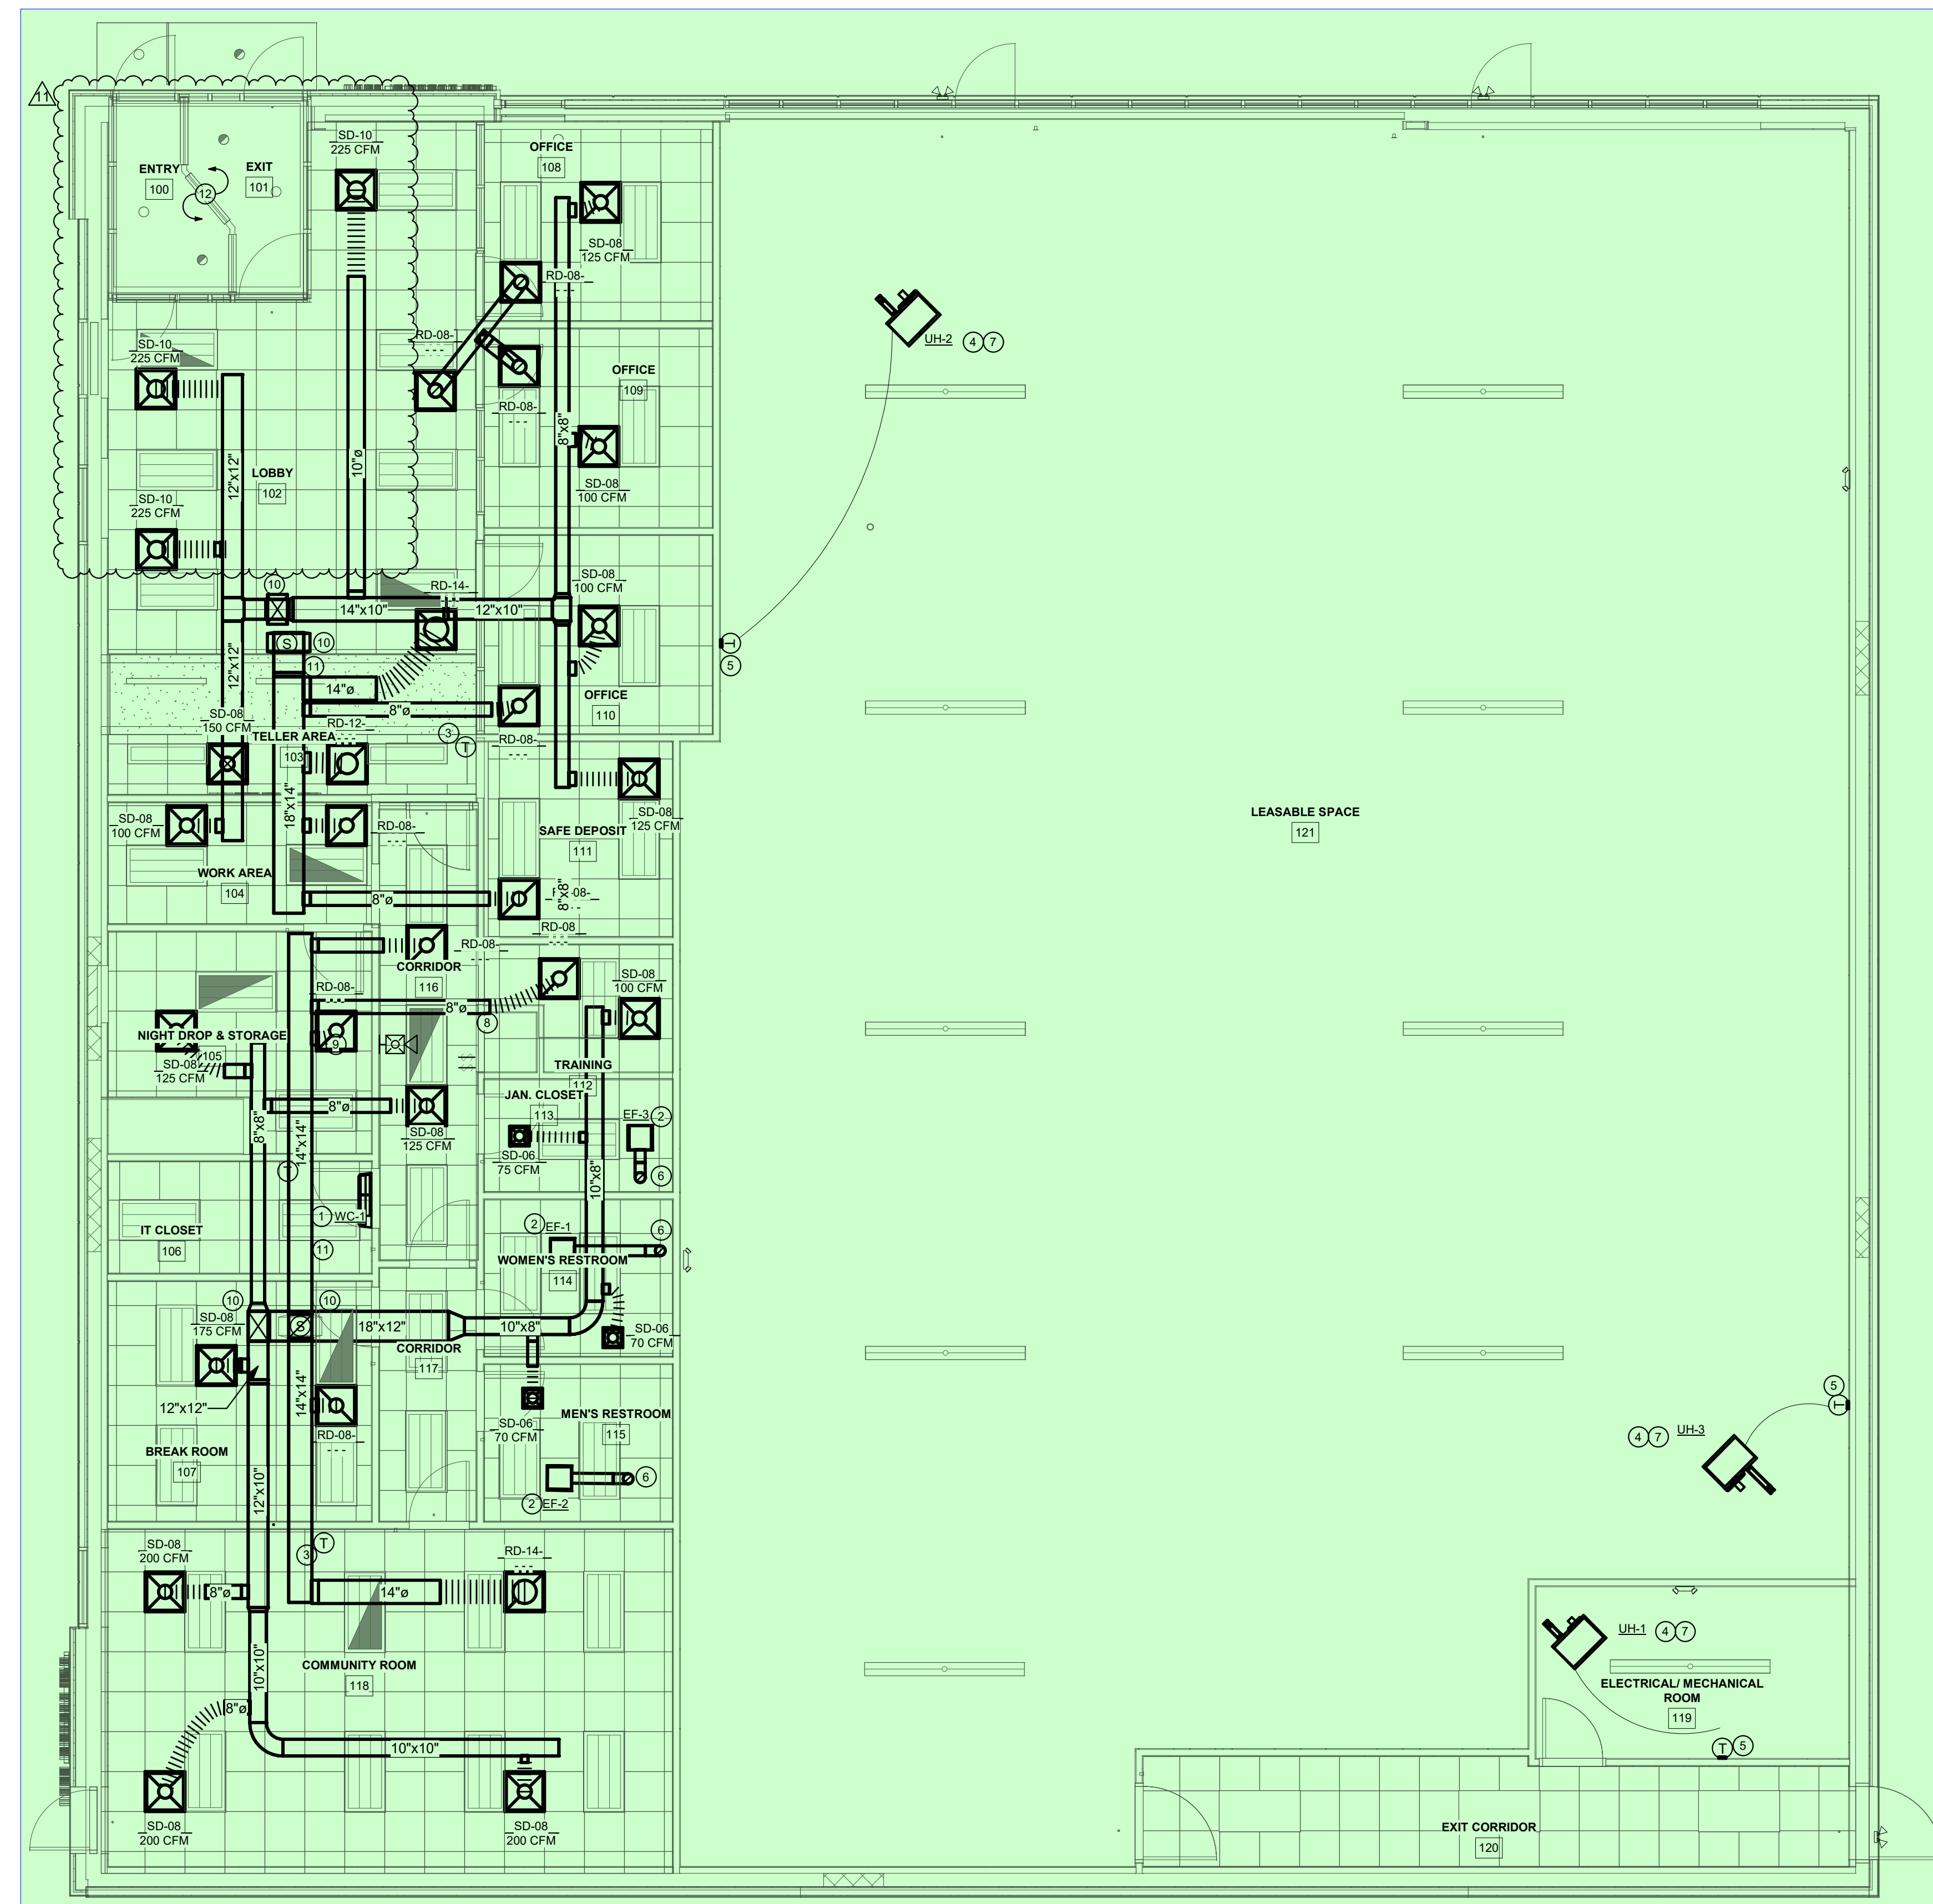 11
ENTRY
100
EXIT
101
12
SD-10
225 CFM
OFFICE
108
SD-08
125 CFM
RD-08-
RD-08-
UH-2
4
7
SD-10
225 CFM
OFFICE
109
RD-08-
8"x8"
SD-08
100 CFM
12"x12"
10"ø
LOBBY
102
SD-10
225 CFM
10
14"x10"
RD-14-
12"x10"
SD-08
100 CFM
S
10
11
12"x12"
14"ø
8"ø
OFFICE
110
T
5
SD-08
150 CFM
TELLER AREA
103
RD-12-
3
T
RD-08-
18"x14"
SD-08
100 CFM
RD-08-
SD-08
125 CFM
SAFE DEPOSIT
111
LEASABLE SPACE
121
WORK AREA
104
8"ø
8"x8"
RD-08
RD-08-
CORRIDOR
116
RD-08-
8"ø
8
SD-08
100 CFM
NIGHT DROP & STORAGE
105
9
SD-08
125 CFM
TRAINING
112
JAN. CLOSET
113
EF-3
2
8"ø
8"x8"
14"x14"
SD-08
125 CFM
SD-06
75 CFM
6
10"x8"
T
1
WC-1
IT CLOSET
106
11
2
EF-1
6
WOMEN'S RESTROOM
114
10
10
SD-08
175 CFM
S
18"x12"
10"x8"
SD-06
70 CFM
CORRIDOR
117
12"x12"
14"x14"
RD-08-
SD-06
70 CFM
MEN'S RESTROOM
115
5
T
UH-3
4
7
BREAK ROOM
107
12"x10"
6
2
EF-2
3
T
SD-08
200 CFM
8"ø
14"ø
RD-14-
UH-1
4
7
COMMUNITY ROOM
118
10"x10"
ELECTRICAL/ MECHANICAL
ROOM
119
8"ø
10"x10"
T
5
SD-08
200 CFM
SD-08
200 CFM
EXIT CORRIDOR
120